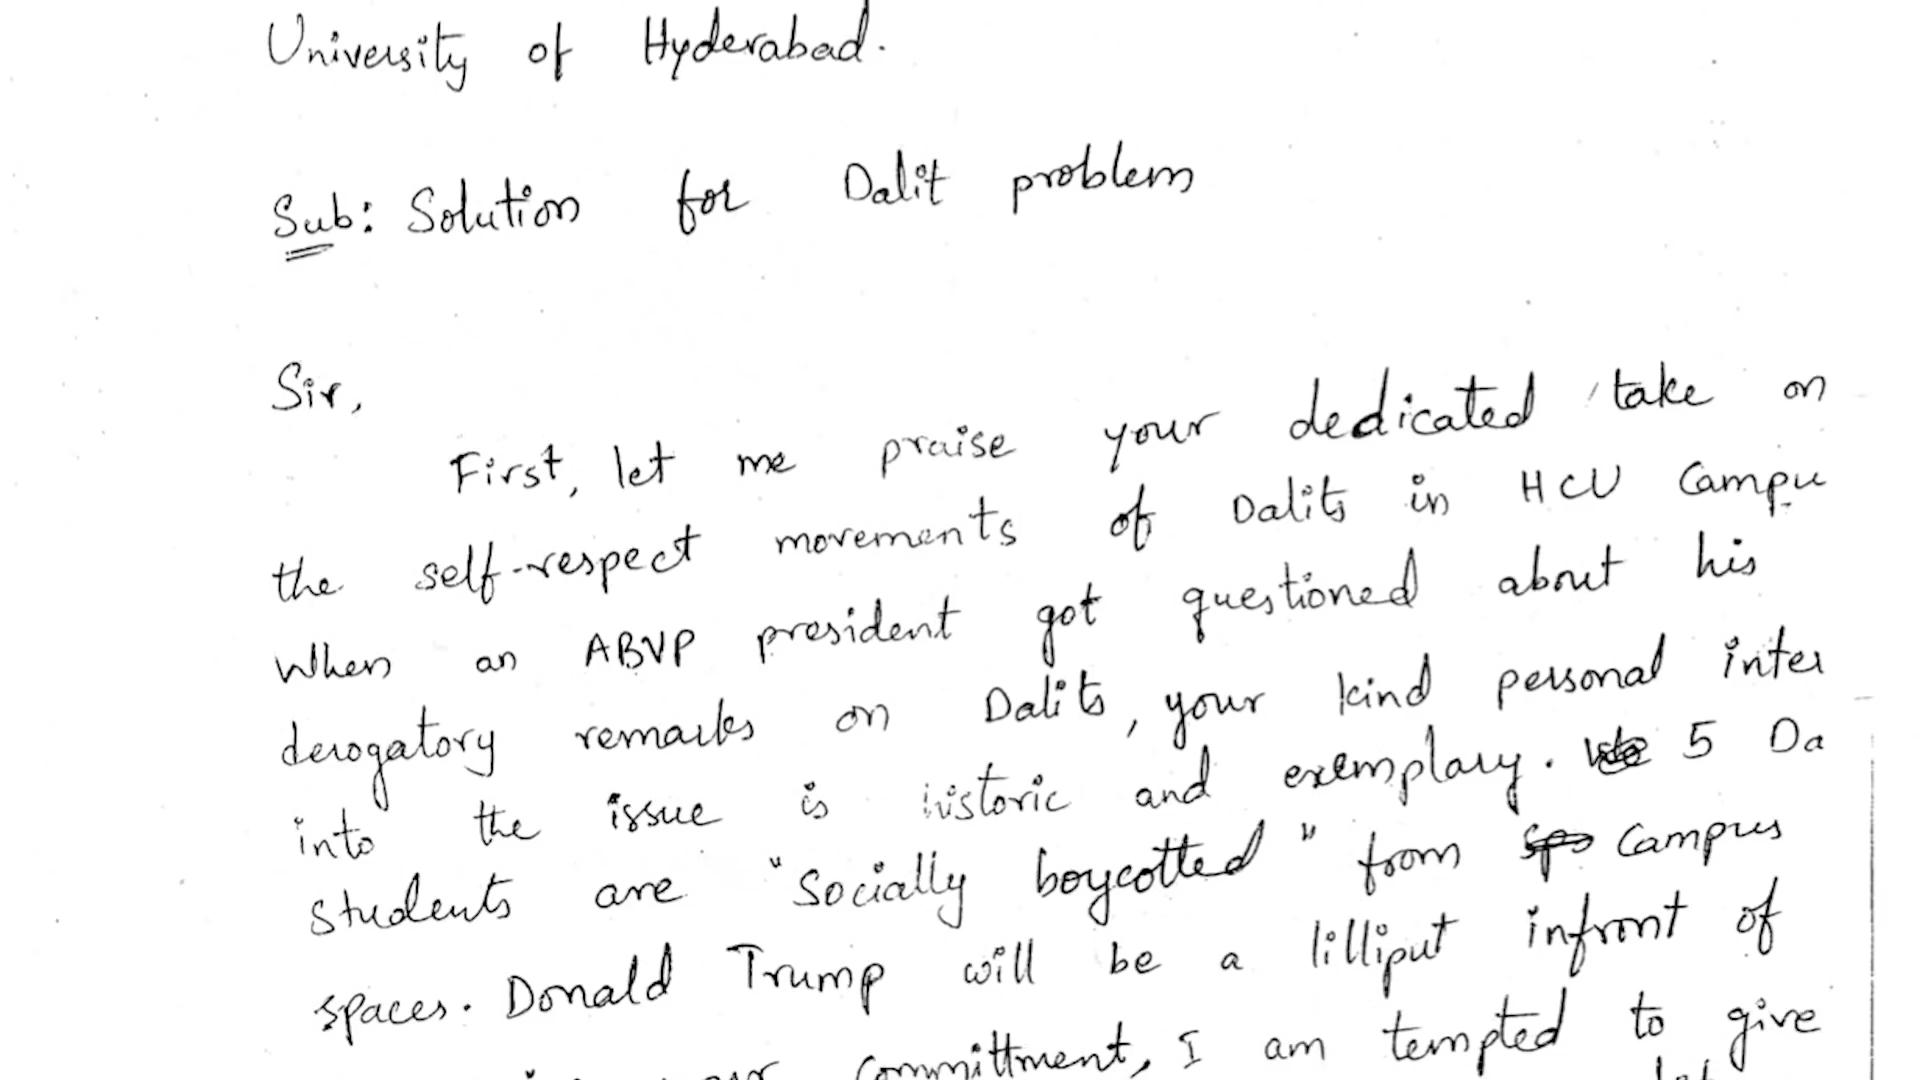 University of Hyderabad.
Sub: Solution for Dalit problem
Sir,
First, let me praise your dedicated take on
the self-respect movements of Dalits in HCU Campu
When an ABVP president got questioned about his
derogatory remarks on Dalits, your kind personal inter
into the issue is historic and exemplary. 5 Da
students are "Socially boycotted" from Campus
spaces. Donald Trump will be a lilliput infront of
committment, I am tempted to give